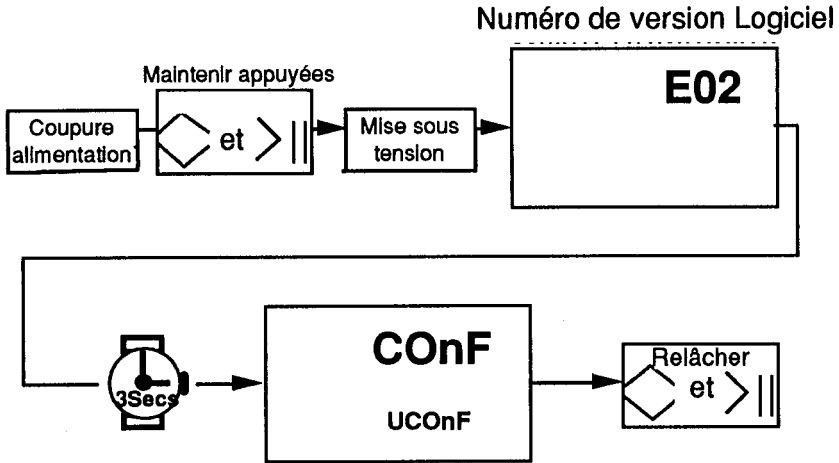 Numéro de version Logiciel
Maintenir appuyées
Coupure
alimentation
et
Mise sous
tension
E02
3Secs
COnF
UCOnF
Relâcher
et